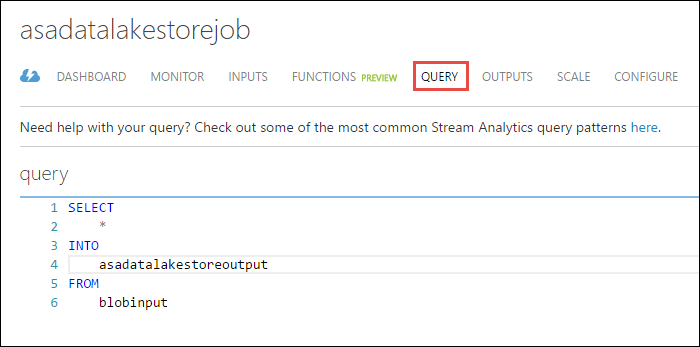 asadatalakestorejob
DASHBOARD MONITOR INPUTS FUNCTIONS PREVIEW QUERY OUTPUTS SCALE CONFIGURE
Need help with your query? Check out some of the most common Stream Analytics query patterns here.
query
1 SELECT
2 *
3 INTO
4 asadatalakestoreoutput
5 FROM
6 blobinput